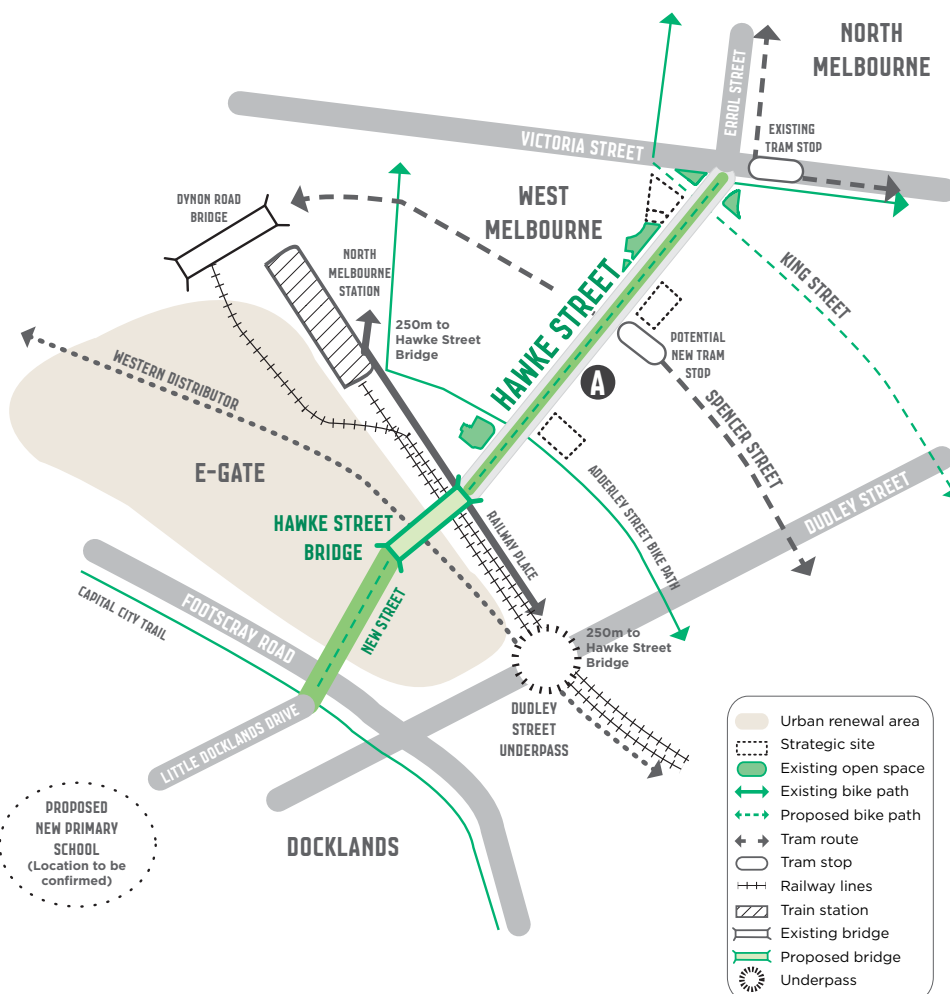 NORTH
MELBOURNE
ERROL STREET
VICTORIA STREET
EXISTING
TRAM STOP
DYNON ROAD
BRIDGE
WEST
MELBOURNE
NORTH
MELBOURNE
STATION
KING STREET
HAWKE STREET
250m to
Hawke Street
Bridge
POTENTIAL
NEW TRAM
STOP
A
WESTERN DISTRIBUTOR
SPENCER STREET
E-GATE
ADDERLEY STREET BIKE PATH
DUDLEY STREET
HAWKE STREET
BRIDGE
RAILWAY PLACE
CAPITAL CITY TRAIL
FOOTSCRAY ROAD
NEW STREET
250m to
Hawke Street
Bridge
DUDLEY
STREET
UNDERPASS
LITTLE DOCKLANDS DRIVE
PROPOSED
NEW PRIMARY
SCHOOL
(Location to be
confirmed)
DOCKLANDS
Urban renewal area
Strategic site
Existing open space
Existing bike path
Proposed bike path
Tram route
Tram stop
Railway lines
Train station
Existing bridge
Proposed bridge
Underpass